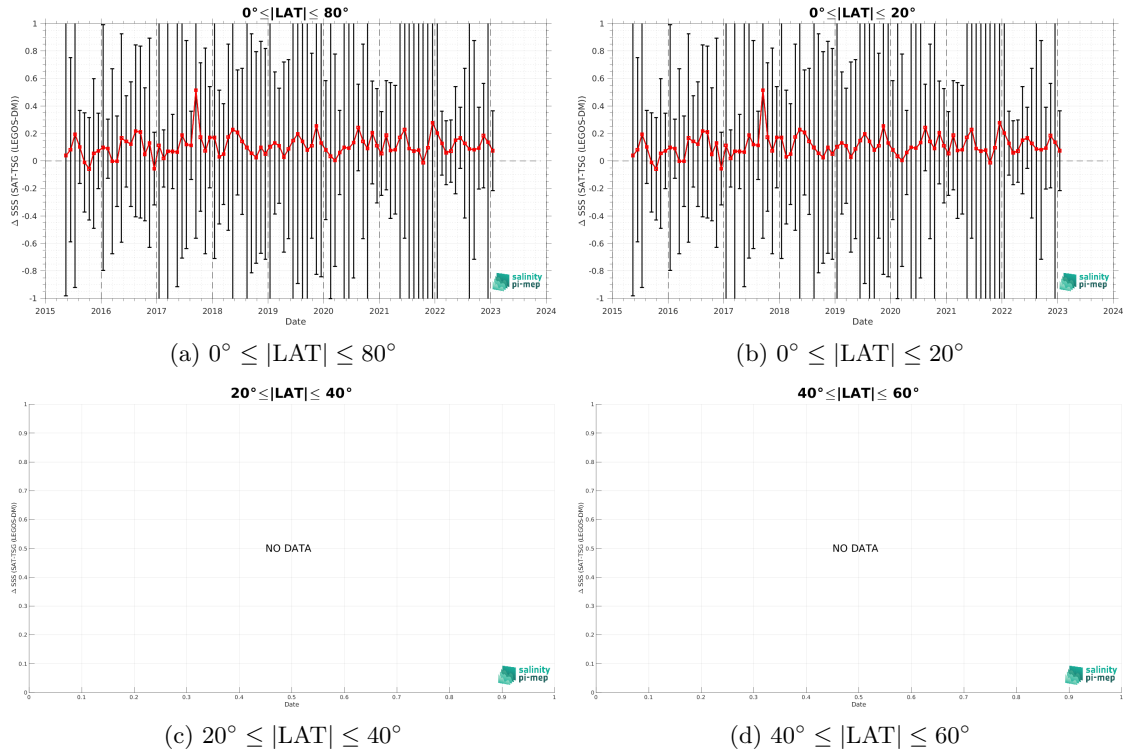 0°≤|LAT|≤ 80°
1
0.8
0.6
0.4
0.2
0
-0.2
-0.4
-0.6
-0.8
-1
Δ SSS (SAT-TSG (LEGOS-DM))
2015 2016 2017 2018 2019 2020 2021 2022 2023 2024
Date
salinity
pi-mep
(a) 0° ≤ |LAT| ≤ 80°
0°≤|LAT|≤ 20°
1
0.8
0.6
0.4
0.2
0
-0.2
-0.4
-0.6
-0.8
-1
Δ SSS (SAT-TSG (LEGOS-DM))
2015 2016 2017 2018 2019 2020 2021 2022 2023 2024
Date
salinity
pi-mep
(b) 0° ≤ |LAT| ≤ 20°
20°≤|LAT|≤ 40°
1
0.9
0.8
0.7
0.6
0.5
0.4
0.3
0.2
0.1
0
Δ SSS (SAT-TSG (LEGOS-DM))
NO DATA
0 0.1 0.2 0.3 0.4 0.5 0.6 0.7 0.8 0.9 1
Date
salinity
pi-mep
(c) 20° ≤ |LAT| ≤ 40°
40°≤|LAT|≤ 60°
1
0.9
0.8
0.7
0.6
0.5
0.4
0.3
0.2
0.1
0
Δ SSS (SAT-TSG (LEGOS-DM))
NO DATA
0 0.1 0.2 0.3 0.4 0.5 0.6 0.7 0.8 0.9 1
Date
salinity
pi-mep
(d) 40° ≤ |LAT| ≤ 60°